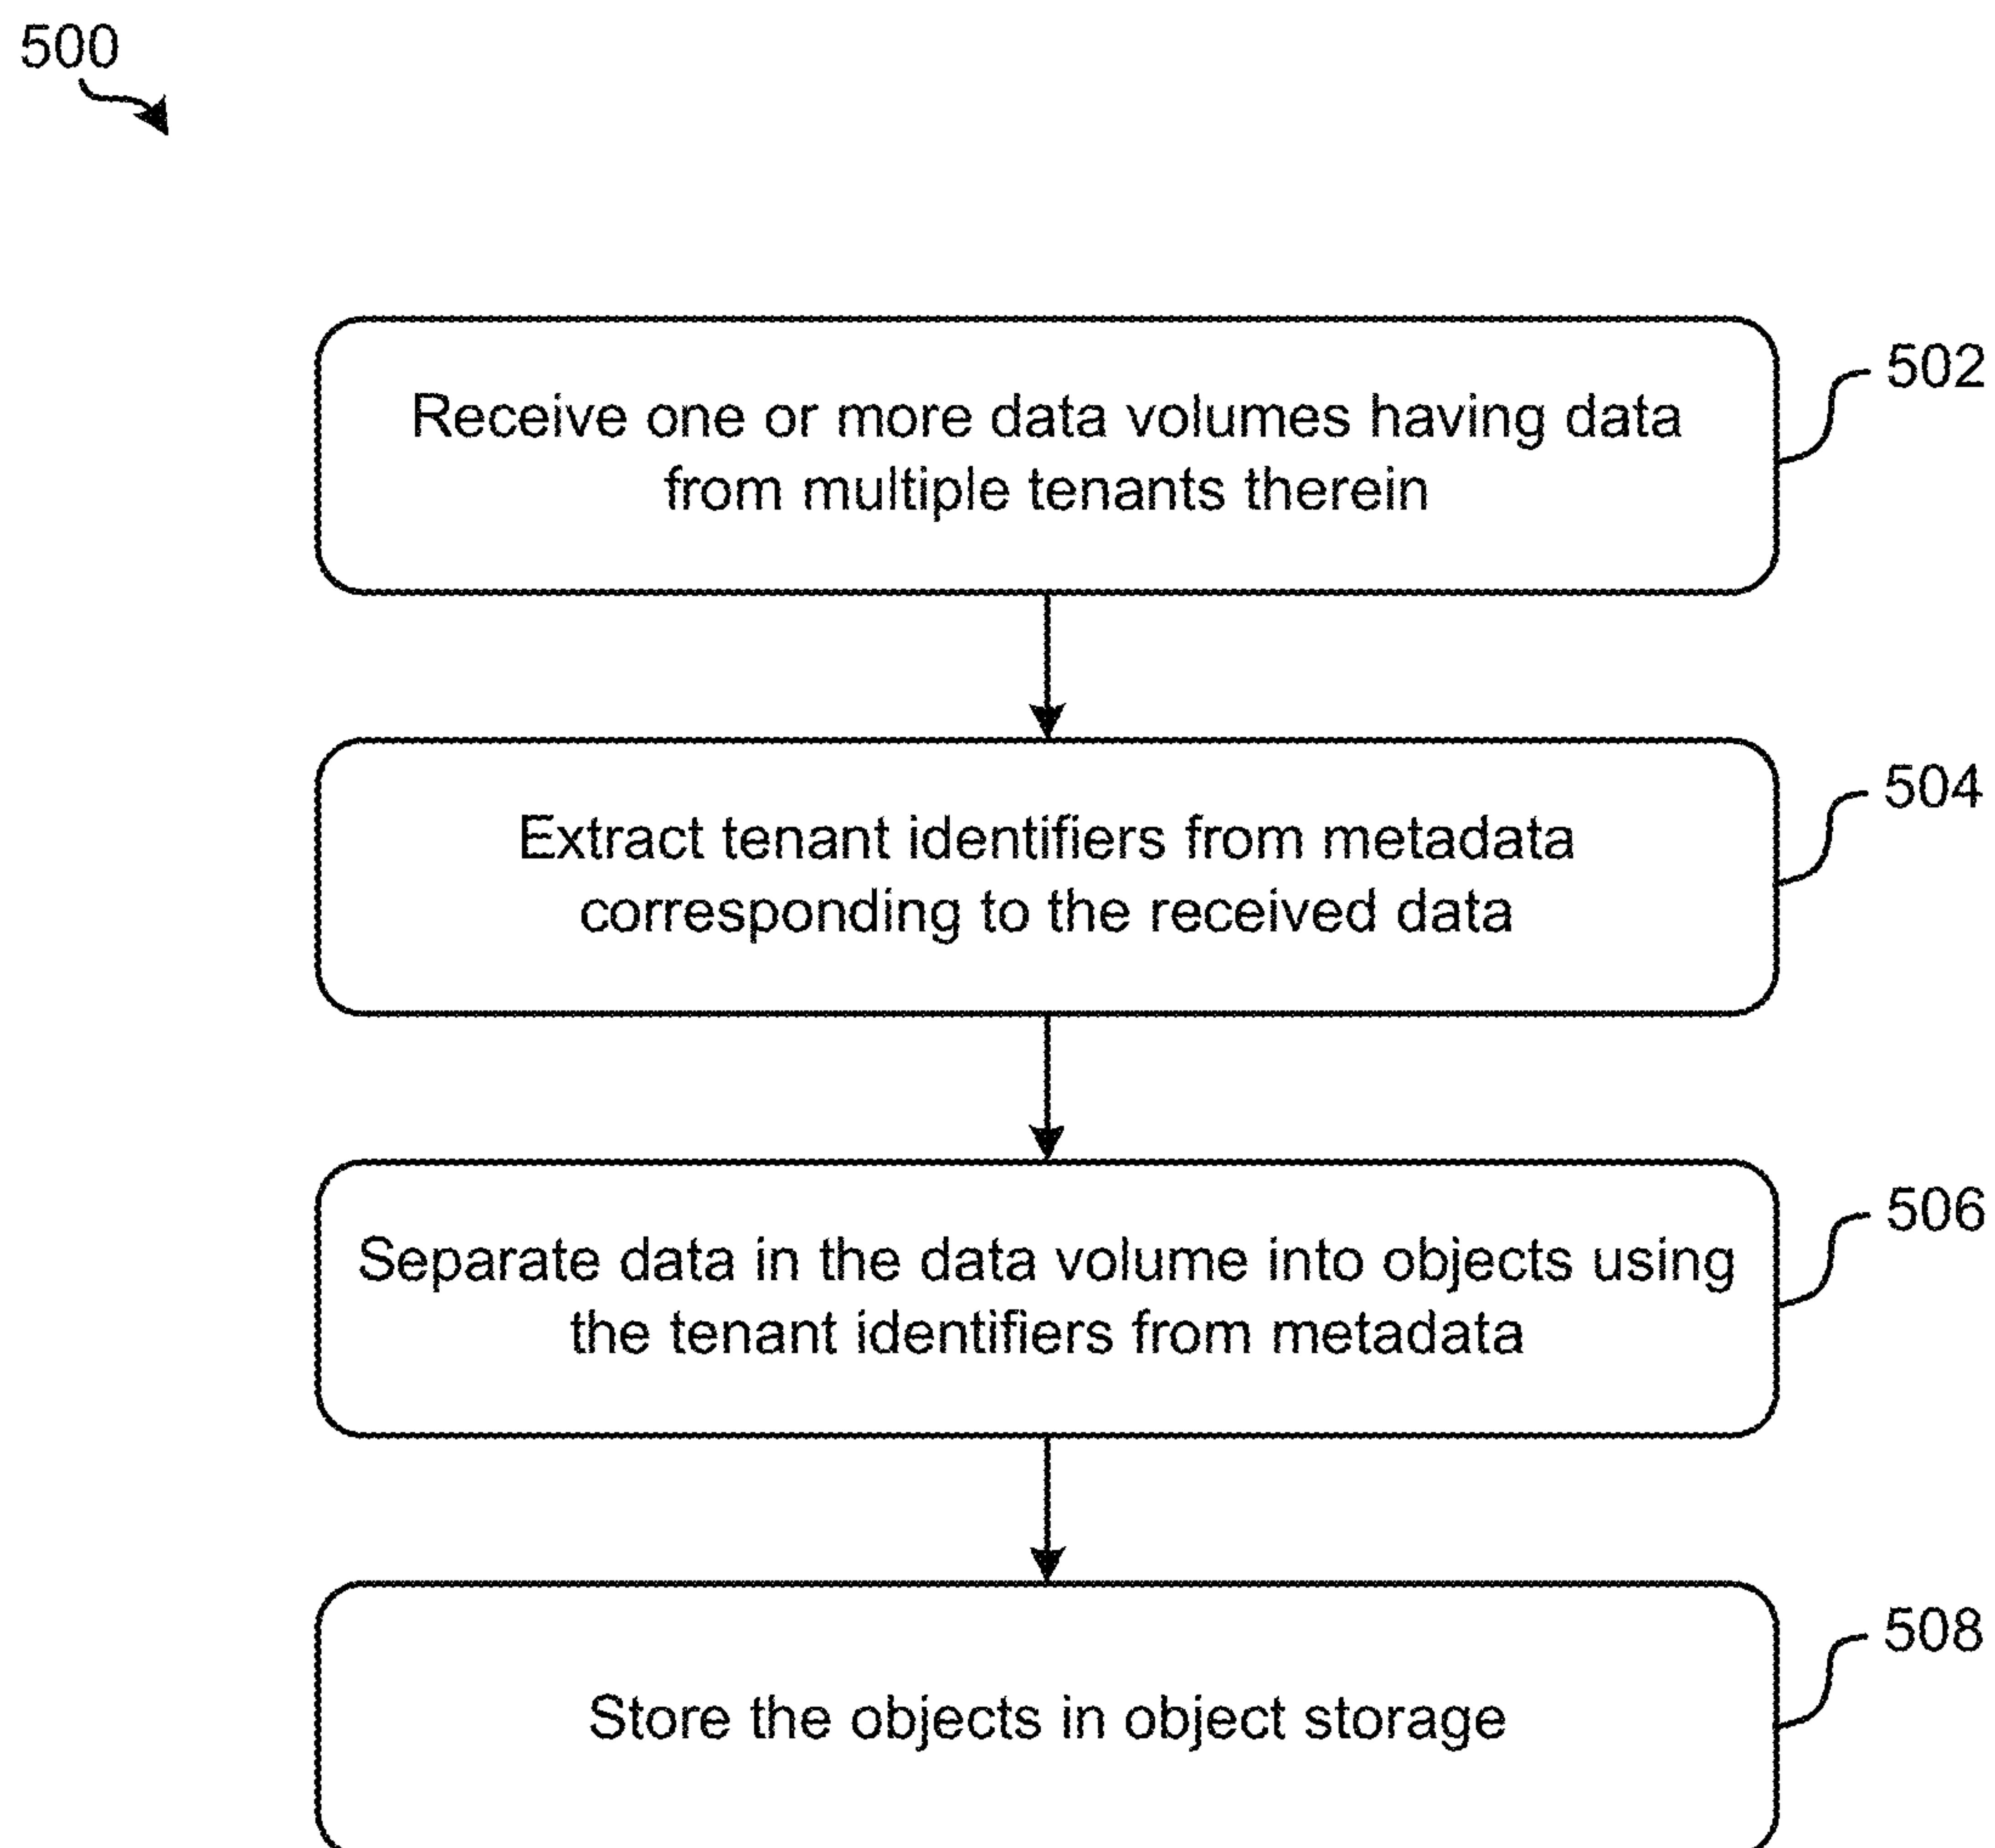 500
Receive one or more data volumes having data
from multiple tenants therein
502
Extract tenant identifiers from metadata
corresponding to the received data
504
Separate data in the data volume into objects using
the tenant identifiers from metadata
506
Store the objects in object storage
508